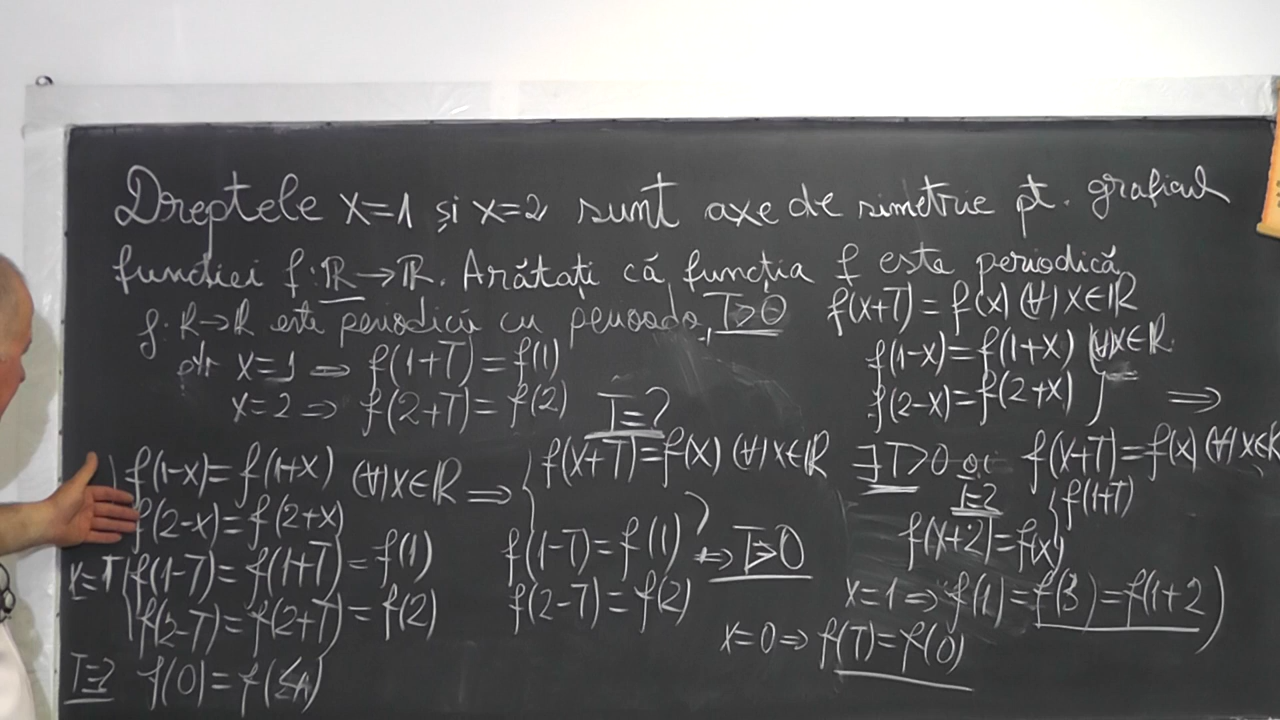 Dreptele x=1 și x=2 sunt axe de simetrie pt. graficul
funcției f:ℝ→ℝ. Arătați că funcția f este periodică
f:ℝ→ℝ este periodică cu perioada T>0 f(x+T)=f(x) (∀) x∈ℝ
ptr x=1 ⇒ f(1+T)=f(1)
x=2 ⇒ f(2+T)=f(2) T=?
f(1-x)=f(1+x) (∀)x∈ℝ
f(2-x)=f(2+x) } ⇒
f(1-x)=f(1+x) (∀)x∈ℝ ⇒
f(2-x)=f(2+x)
x=T f(1-T)=f(1+T)=f(1)
f(2-T)=f(2+T)=f(2)
f(x+T)=f(x) (∀)x∈ℝ
f(1-T)=f(1)
f(2-T)=f(2)
⇒ T>0
∃T>0 f(x+T)=f(x) (∀)x∈ℝ
T=2 f(1+T)
f(x+2)=f(x)
x=1 ⇒ f(1)=f(3)=f(1+2)
x=0 ⇒ f(T)=f(0)